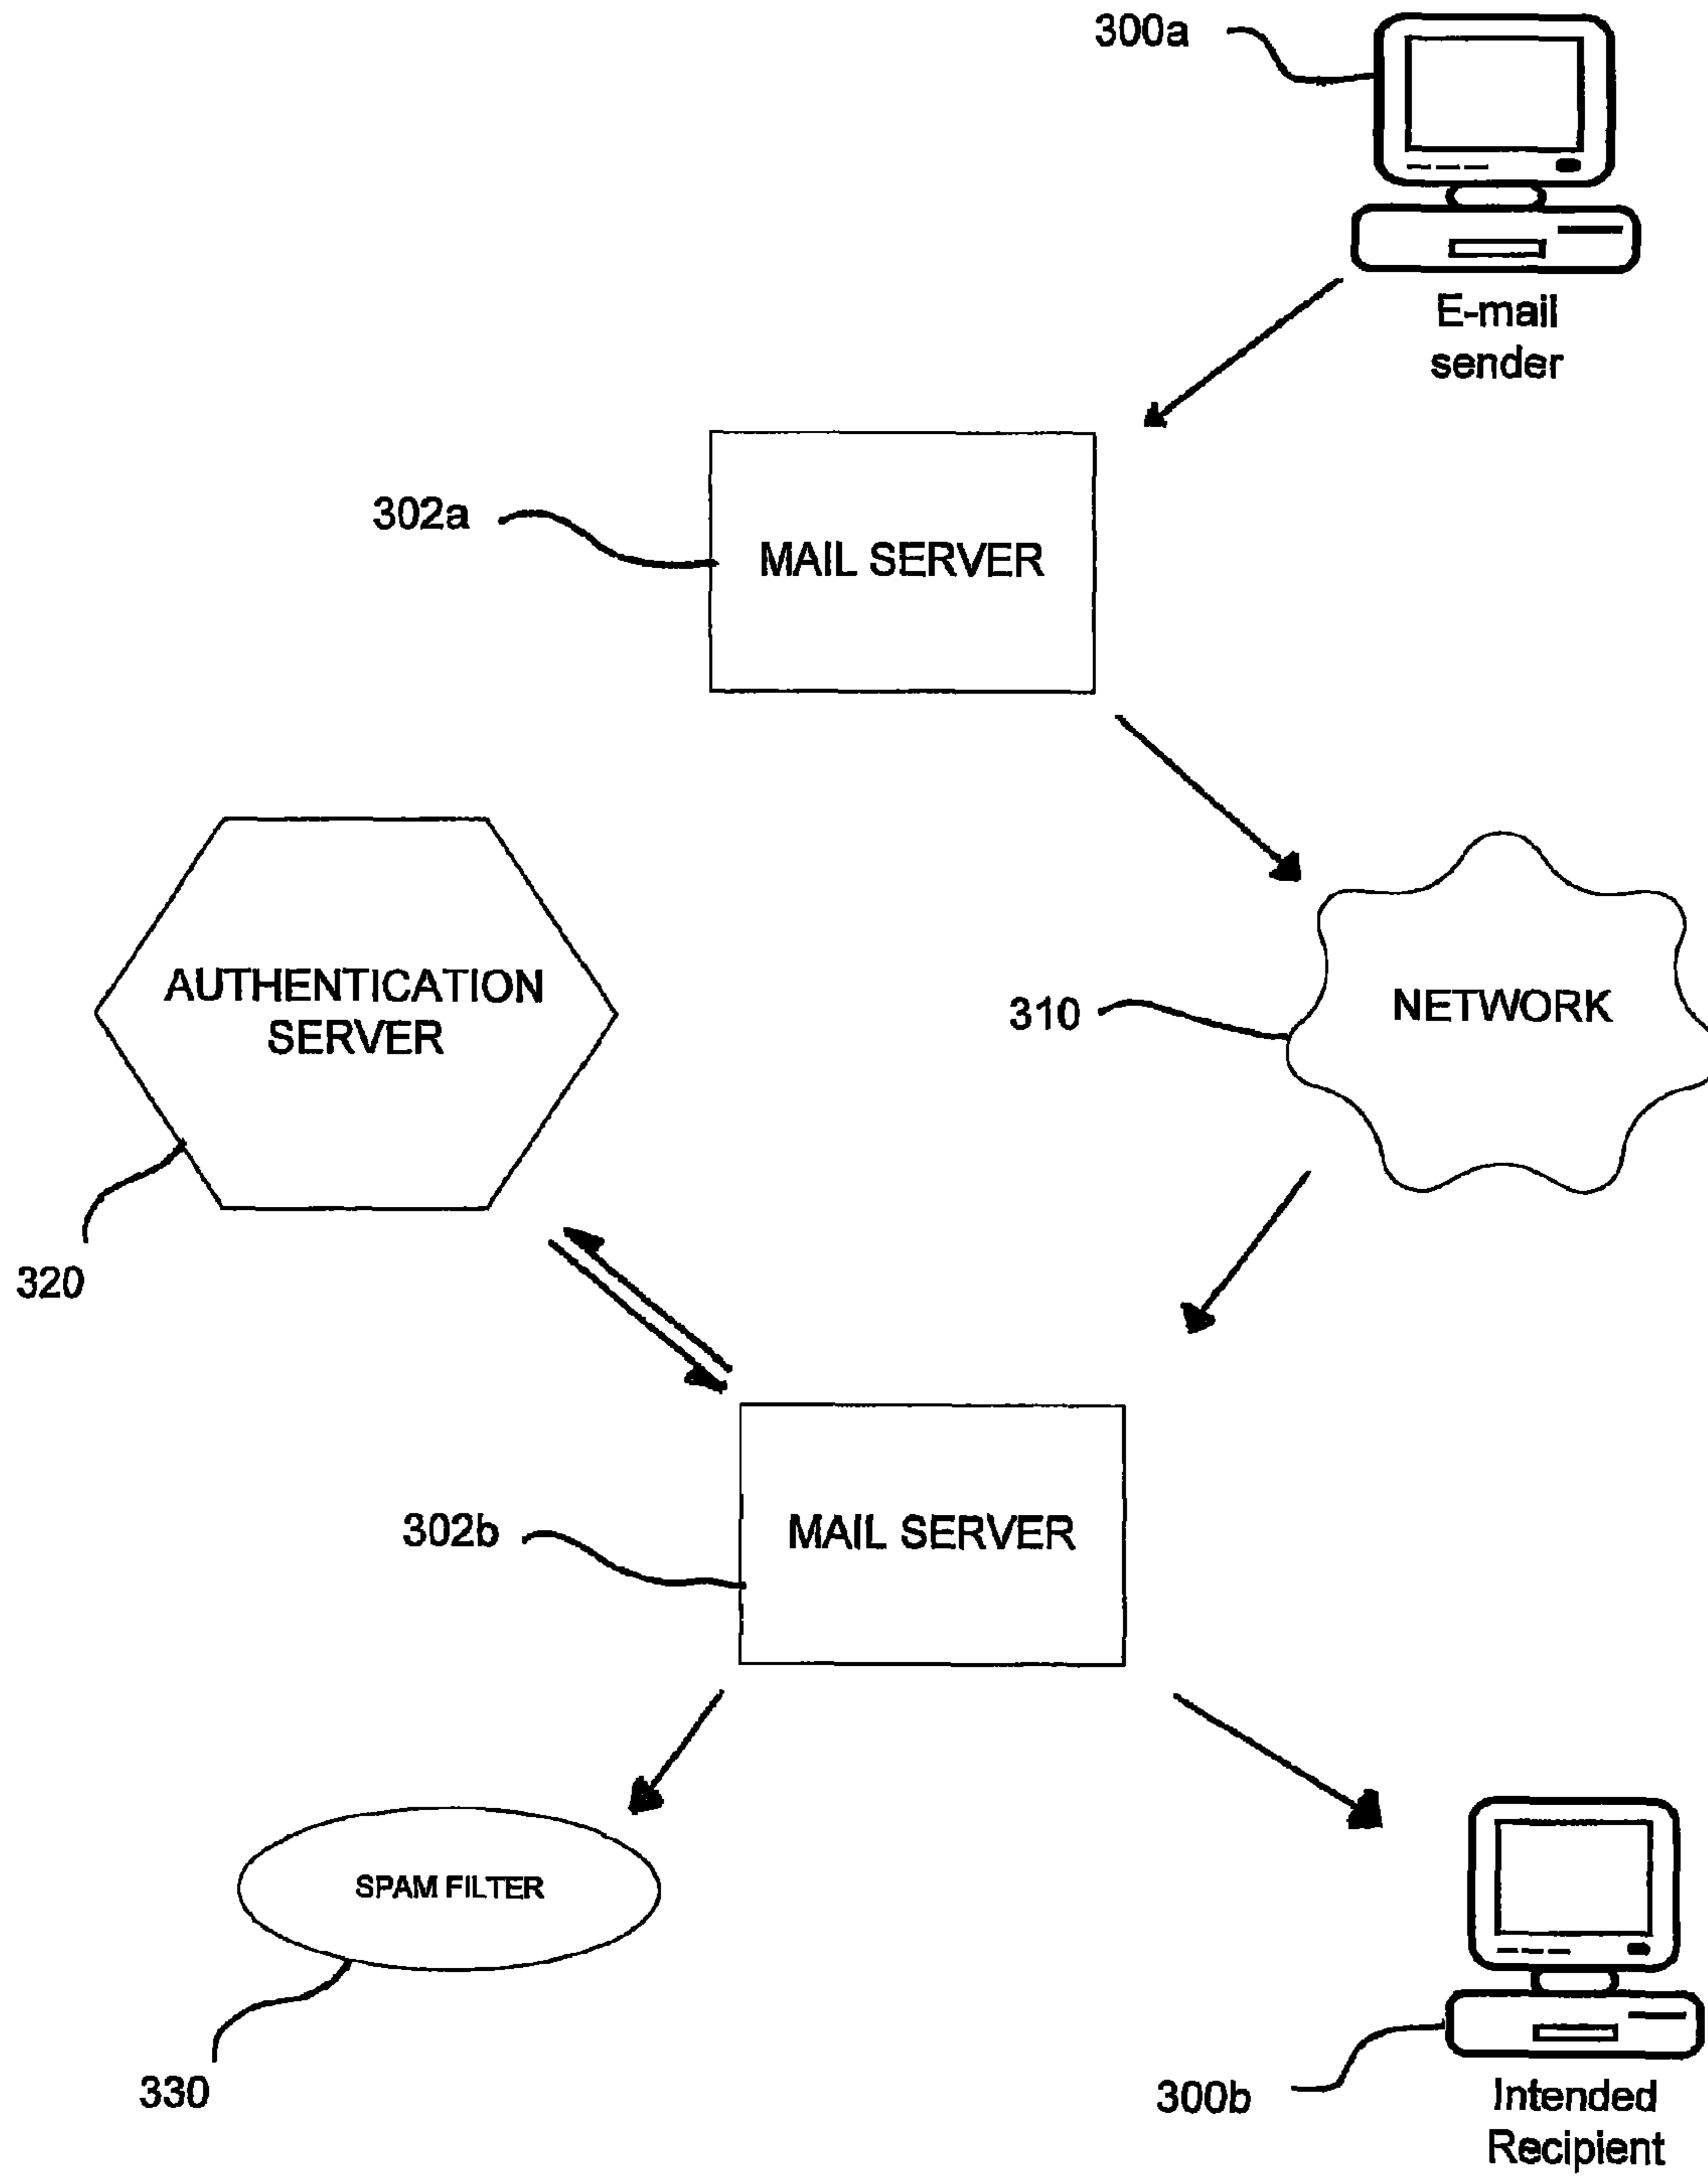 300a
E-mail
sender
302a
MAIL SERVER
AUTHENTICATION
SERVER
310
NETWORK
320
302b
MAIL SERVER
SPAM FILTER
330
300b
Intended
Recipient